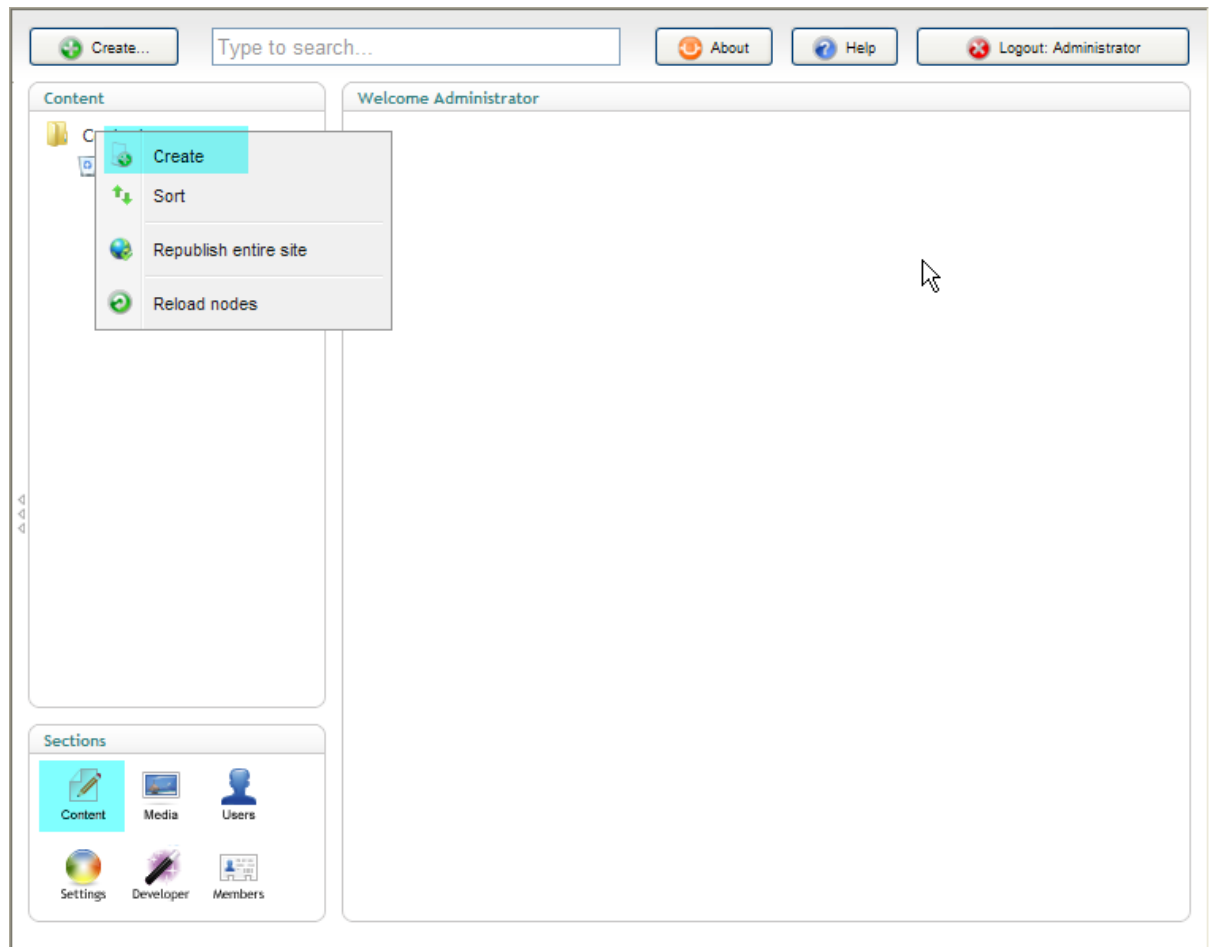 Create...
Type to search...
About
Help
Logout: Administrator
Content
Welcome Administrator
Create
Sort
Republish entire site
Reload nodes
Sections
Content
Media
Users
Settings
Developer
Members